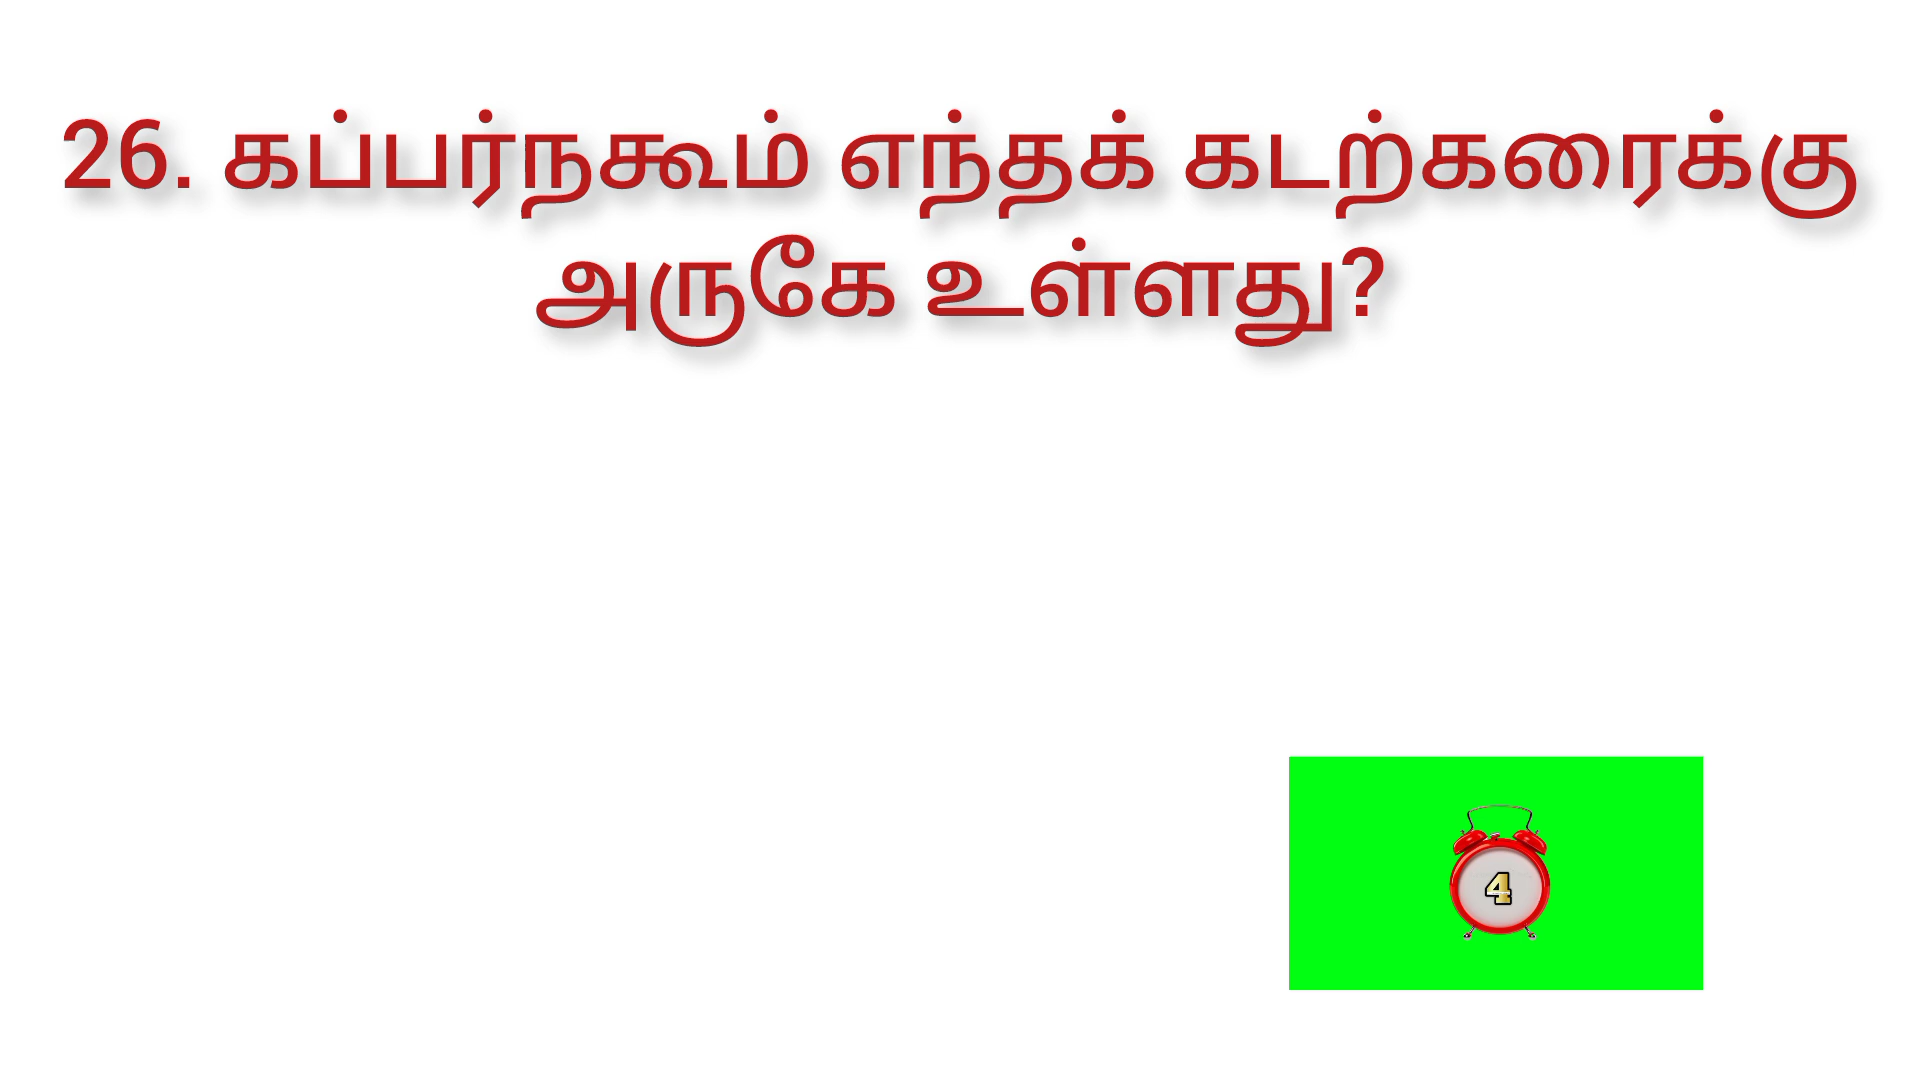 26. கப்பர்நகூம் எந்தக் கடற்கரைக்கு
அருகே உள்ளது?
4